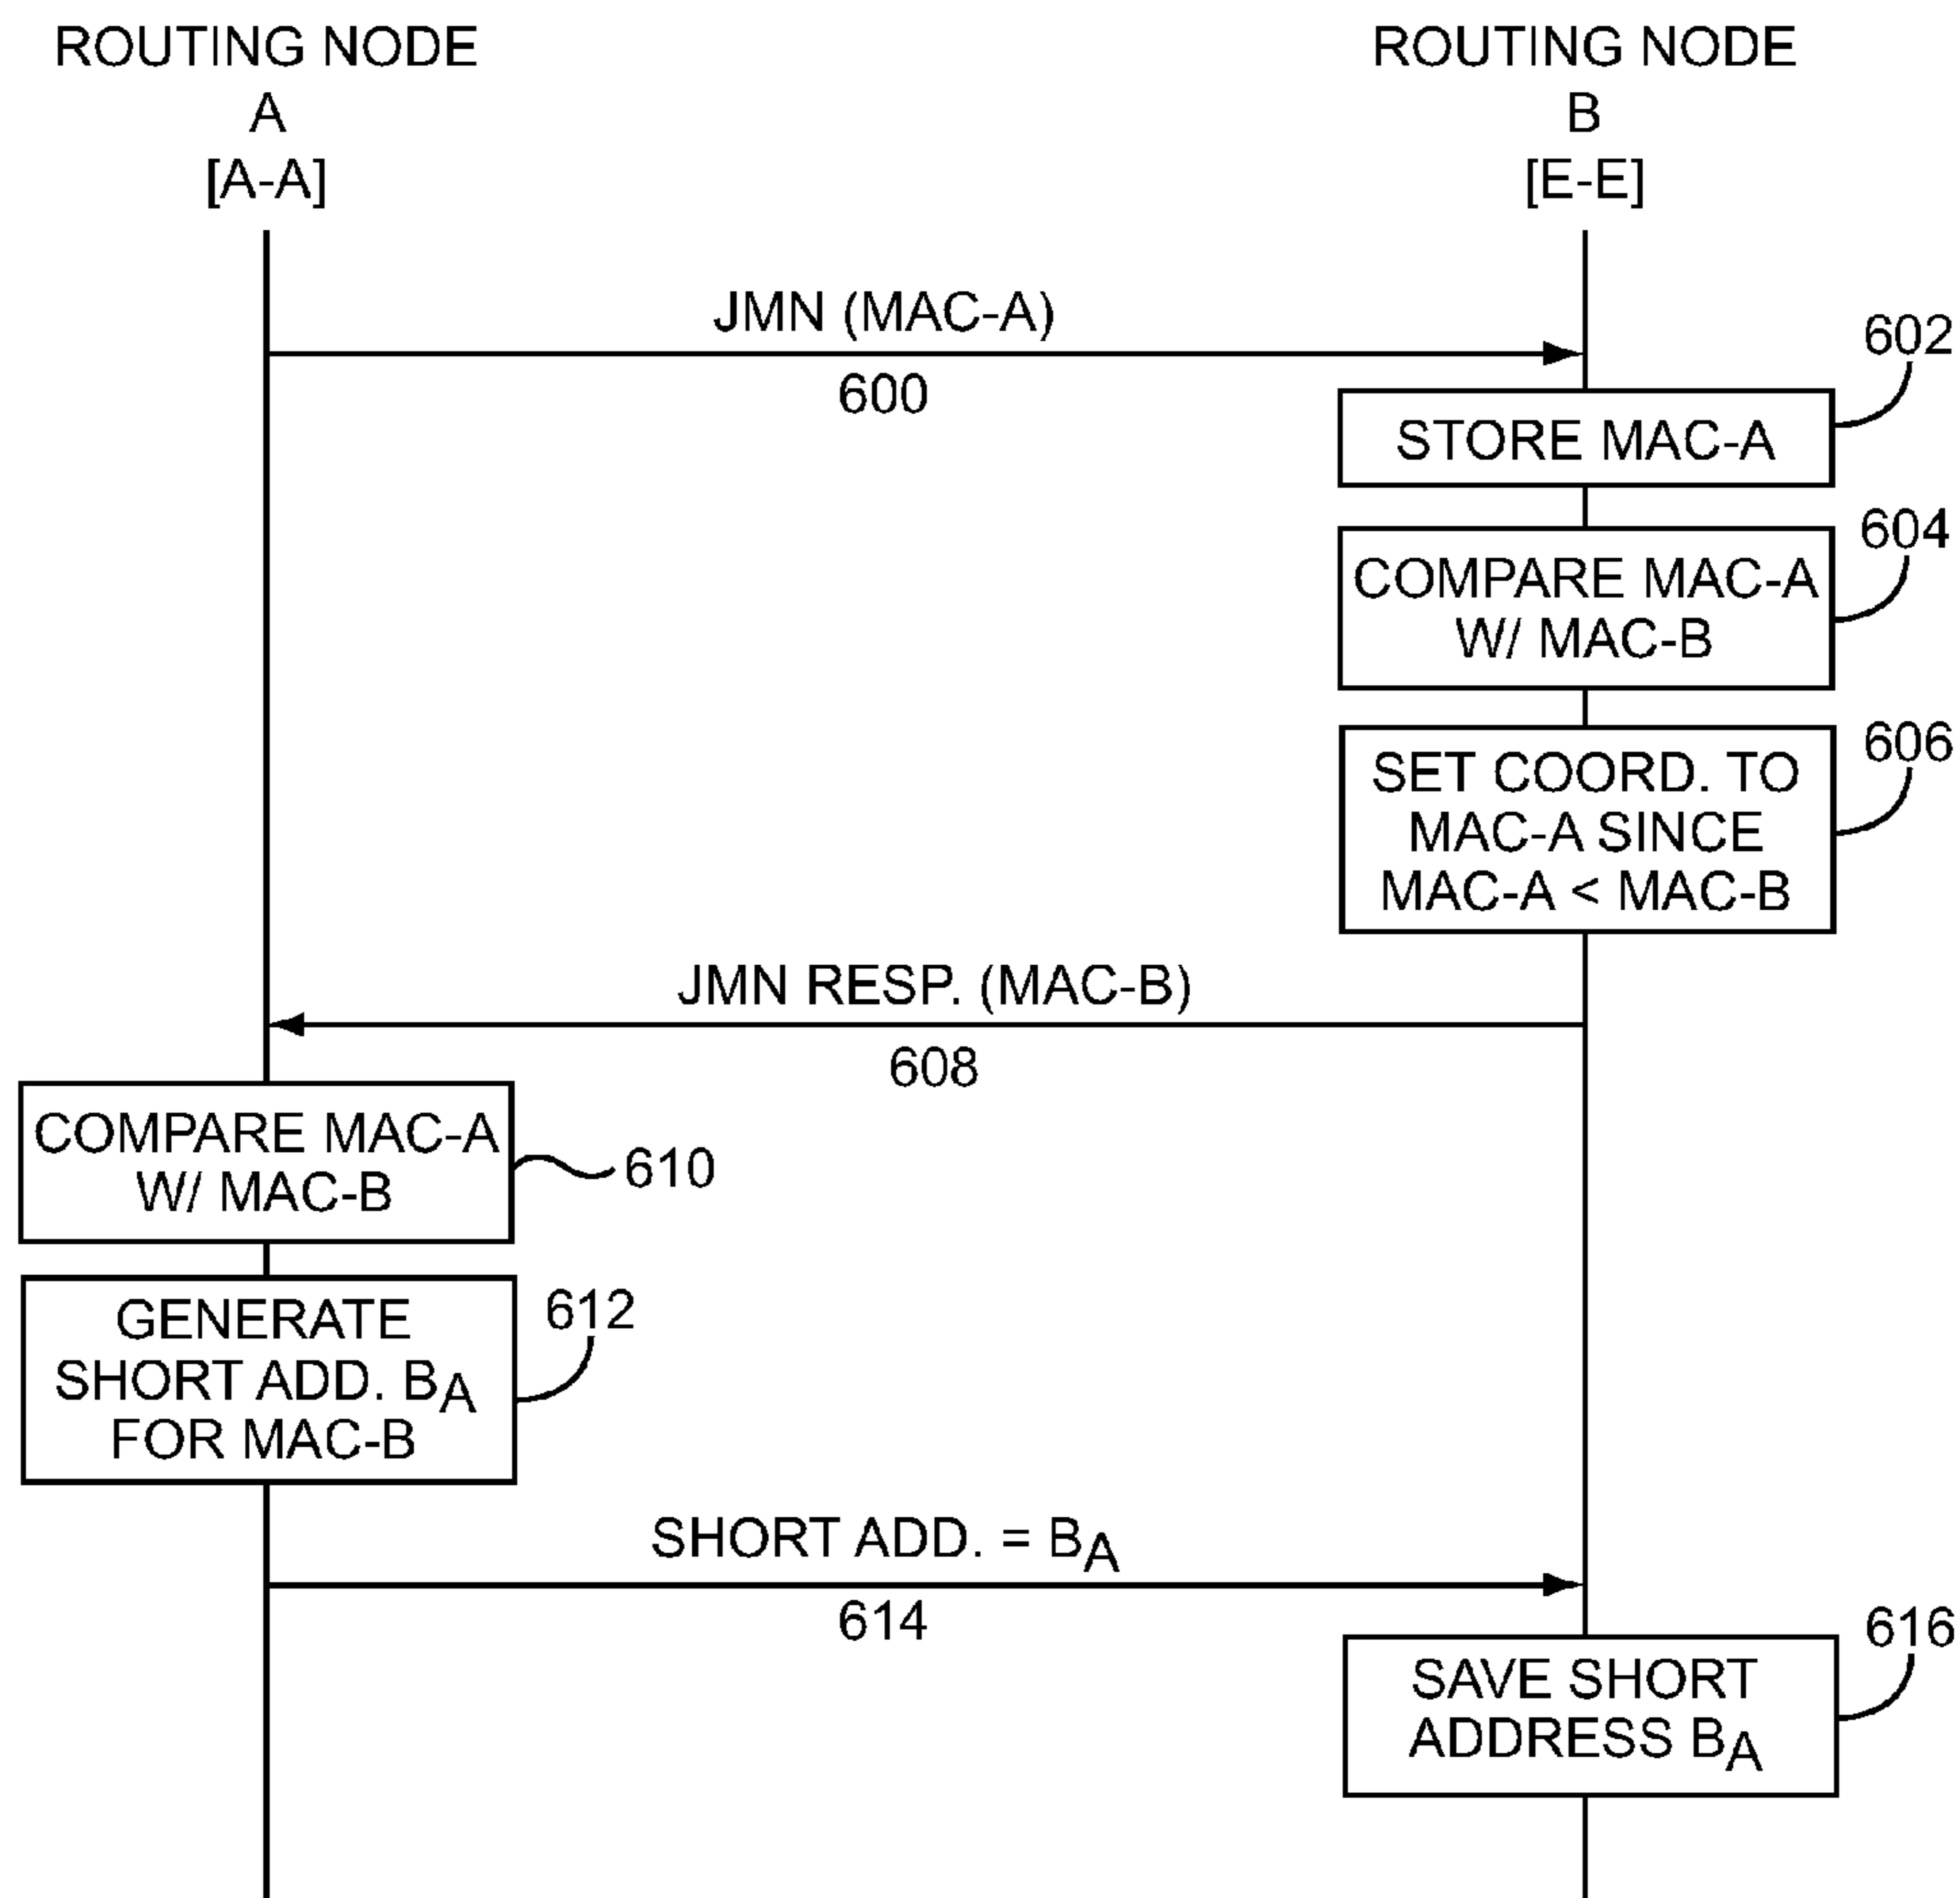 ROUTING NODE
A
[A-A]
ROUTING NODE
B
[E-E]
JMN (MAC-A)
600
602
STORE MAC-A
604
COMPARE MAC-A
W/ MAC-B
606
SET COORD. TO
MAC-A SINCE
MAC-A < MAC-B
JMN RESP. (MAC-B)
608
COMPARE MAC-A
W/ MAC-B
610
612
GENERATE
SHORT ADD. BA
FOR MAC-B
SHORT ADD. = BA
614
616
SAVE SHORT
ADDRESS BA